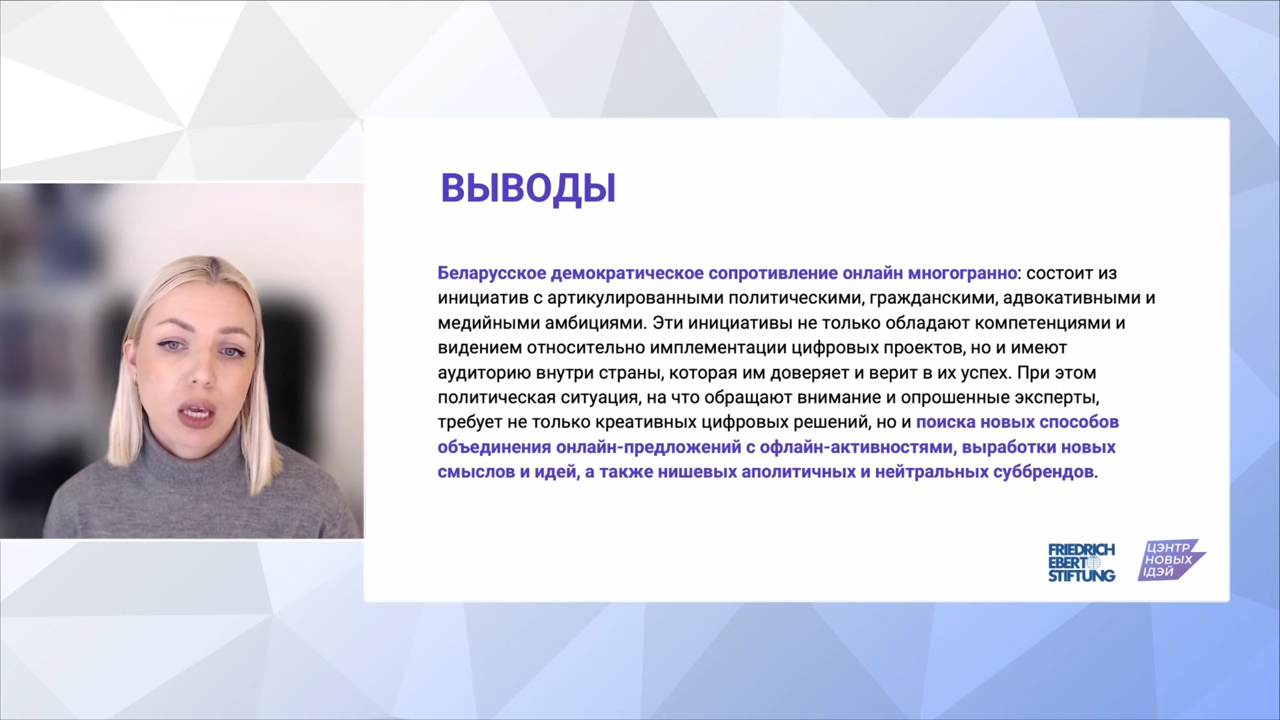 ВЫВОДЫ
Беларусское демократическое сопротивление онлайн многогранно: состоит из
инициатив с артикулированными политическими, гражданскими, адвокативными и
медийными амбициями. Эти инициативы не только обладают компетенциями и
видением относительно имплементации цифровых проектов, но и имеют
аудиторию внутри страны, которая им доверяет и верит в их успех. При этом
политическая ситуация, на что обращают внимание и опрошенные эксперты,
требует не только креативных цифровых решений, но и поиска новых способов
объединения онлайн-предложений с офлайн-активностями, выработки новых
смыслов и идей, а также нишевых аполитичных и нейтральных суббрендов.
FRIEDRICH
EBERT
STIFTUNG
ЦЭНТР
НОВЫХ
ІДЭЙ